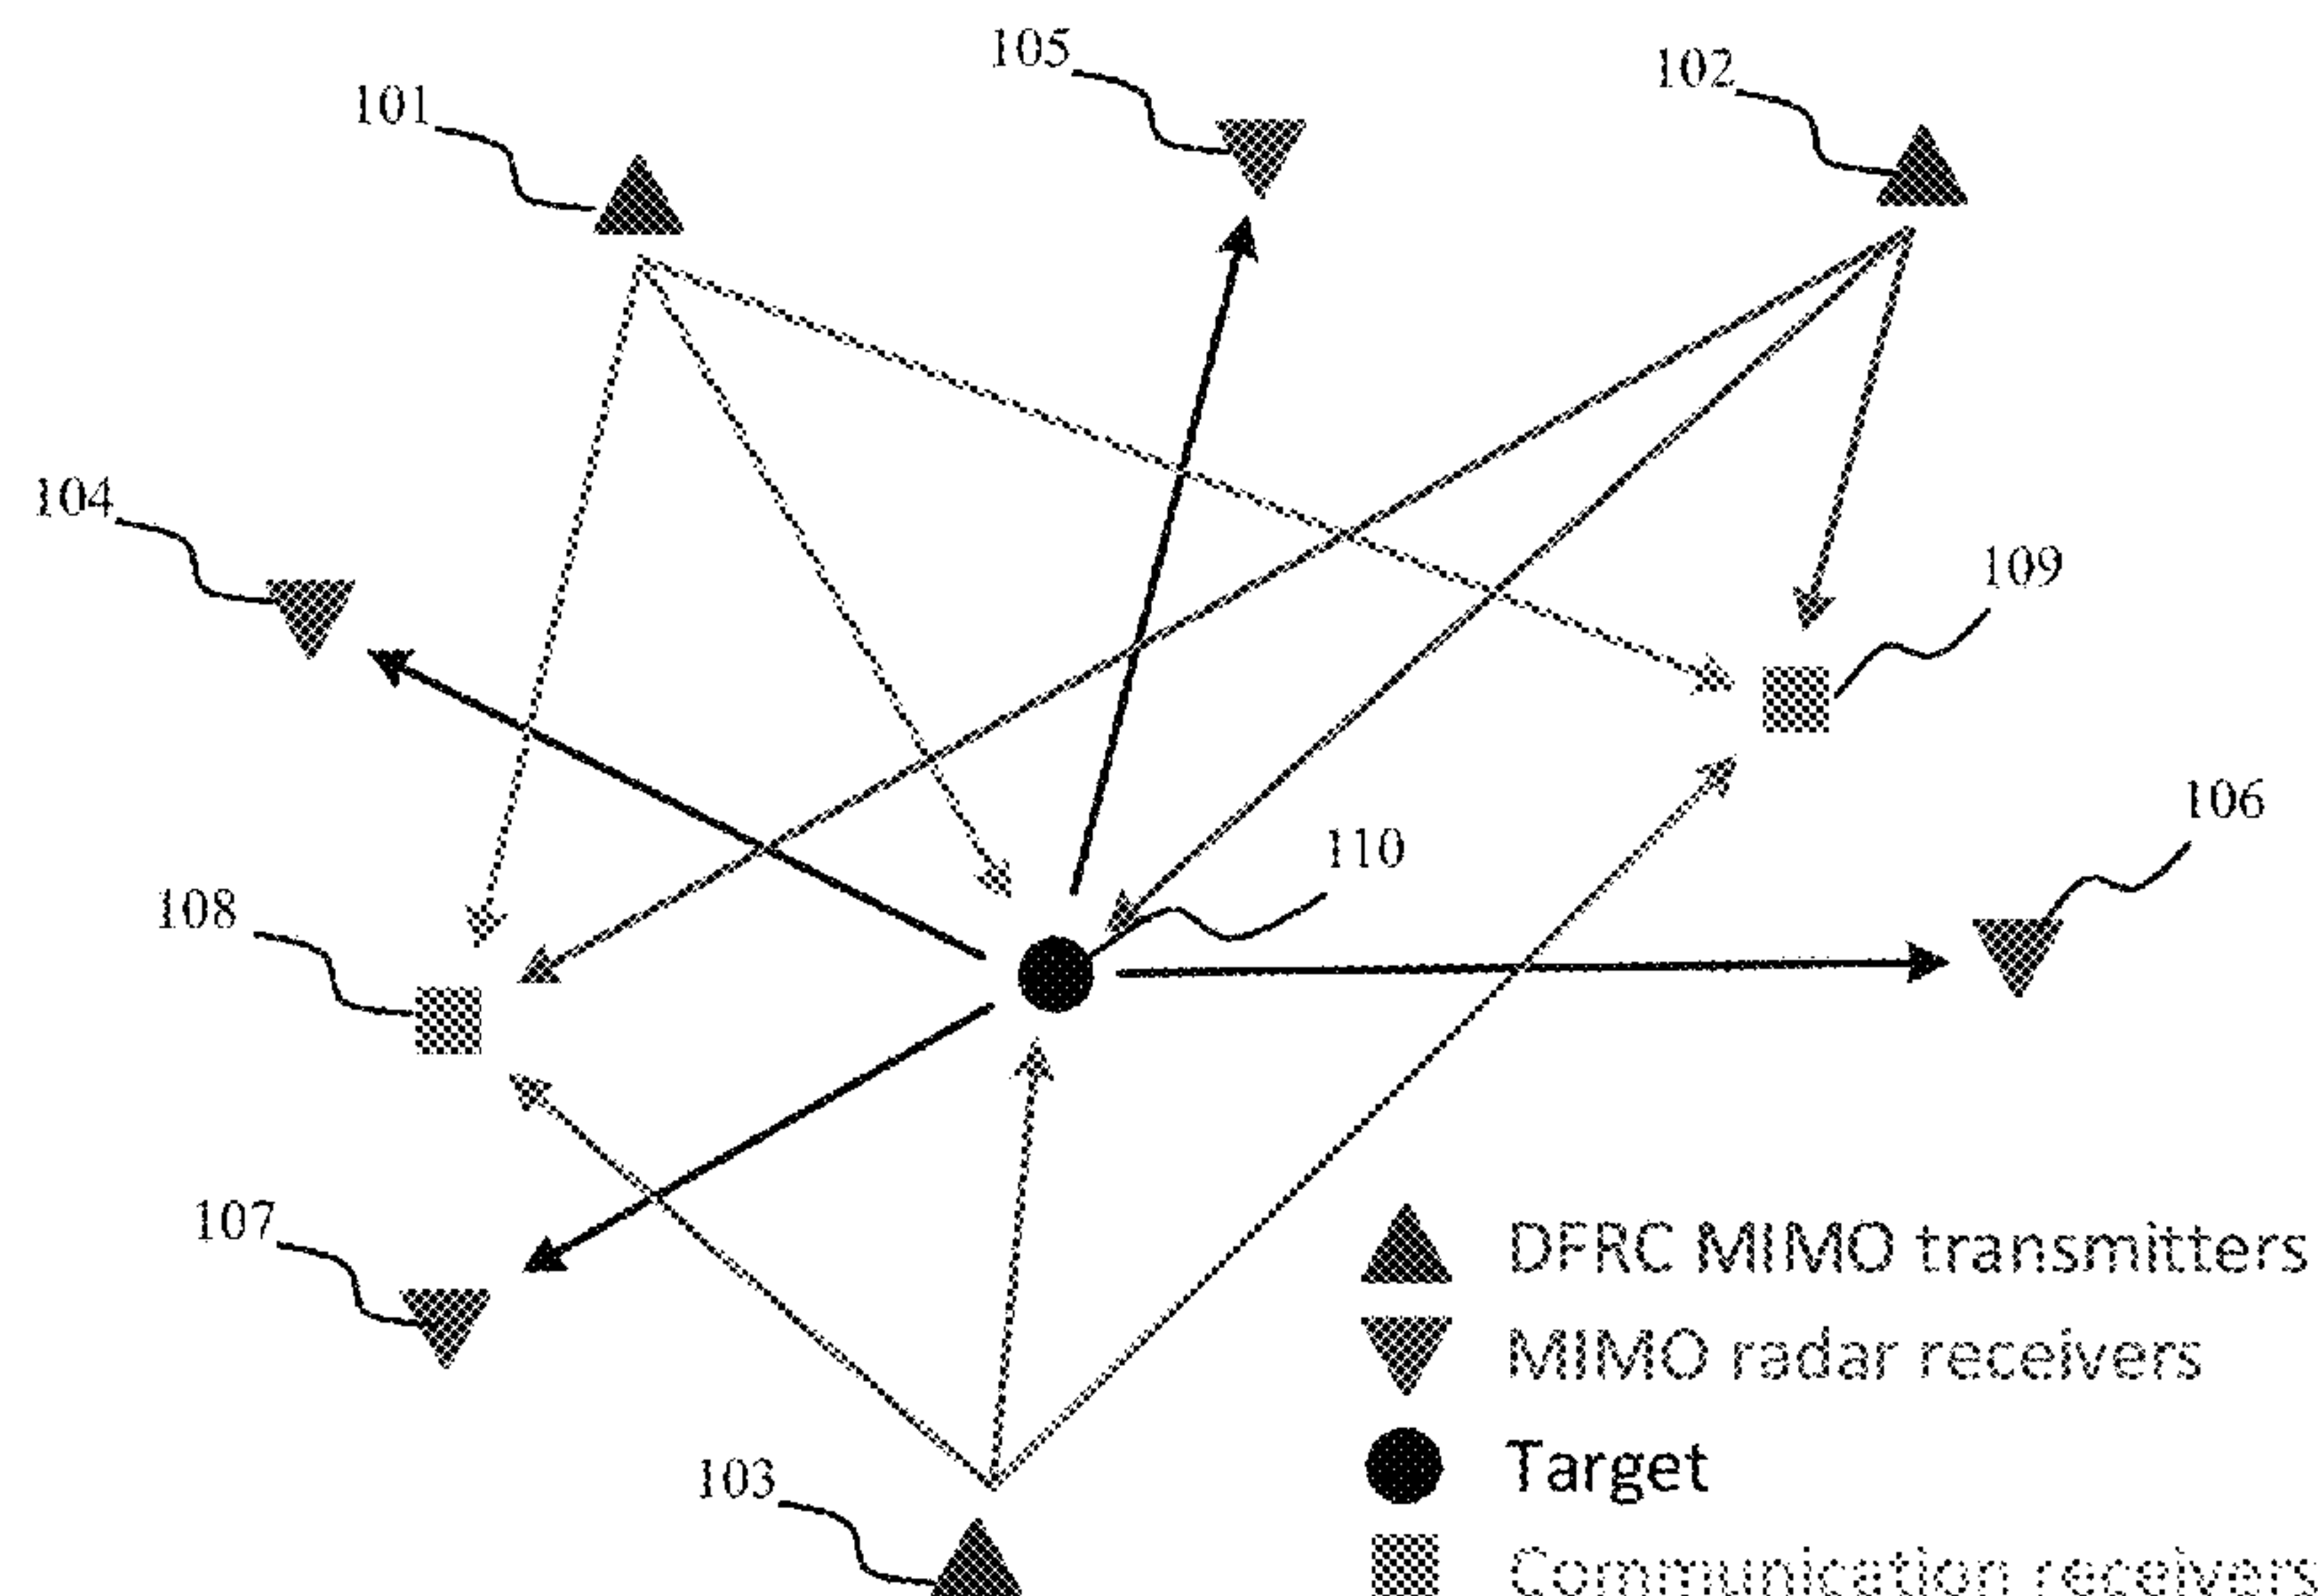 105
102
101
104
109
106
110
108
107
DFRC MIMO transmitters
MIMO radar receivers
103
Target
Communication receivers